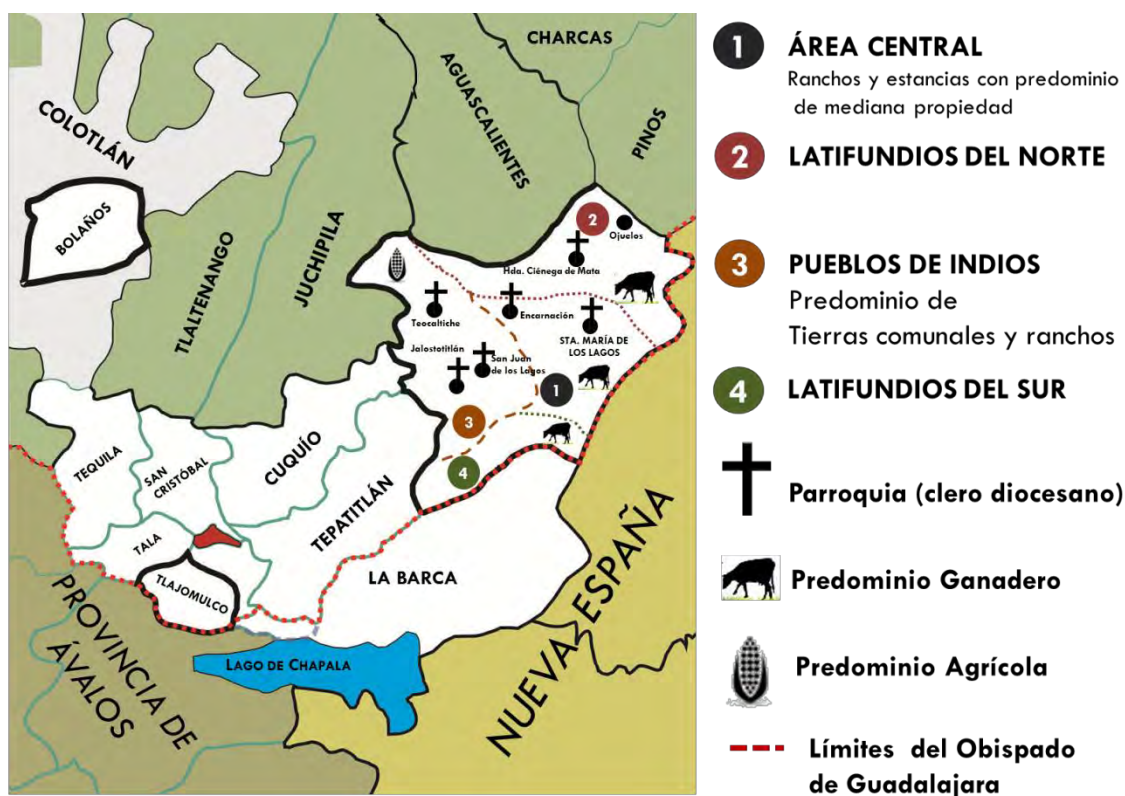 CHARCAS
AGUASCALIENTES
PINOS
COLOTLÁN
BOLAÑOS
TLALTENANGO
JUCHIPILA
2
Ojuelos
Hda. Ciénega de Mata
Teocaltiche
Encarnación
STA. MARÍA DE
LOS LAGOS
Jalostotitlán
San Juan
de los Lagos
1
3
4
TEQUILA
SAN
CRISTÓBAL
CUQUÍO
TEPATITLÁN
TALA
TLAJOMULCO
LA BARCA
PROVINCIA DE
ÁVALOS
LAGO DE CHAPALA
NUEVA ESPAÑA
1 ÁREA CENTRAL
Ranchos y estancias con predominio
de mediana propiedad
2 LATIFUNDIOS DEL NORTE
3 PUEBLOS DE INDIOS
Predominio de
Tierras comunales y ranchos
4 LATIFUNDIOS DEL SUR
Parroquia (clero diocesano)
Predominio Ganadero
Predominio Agrícola
Límites del Obispado
de Guadalajara